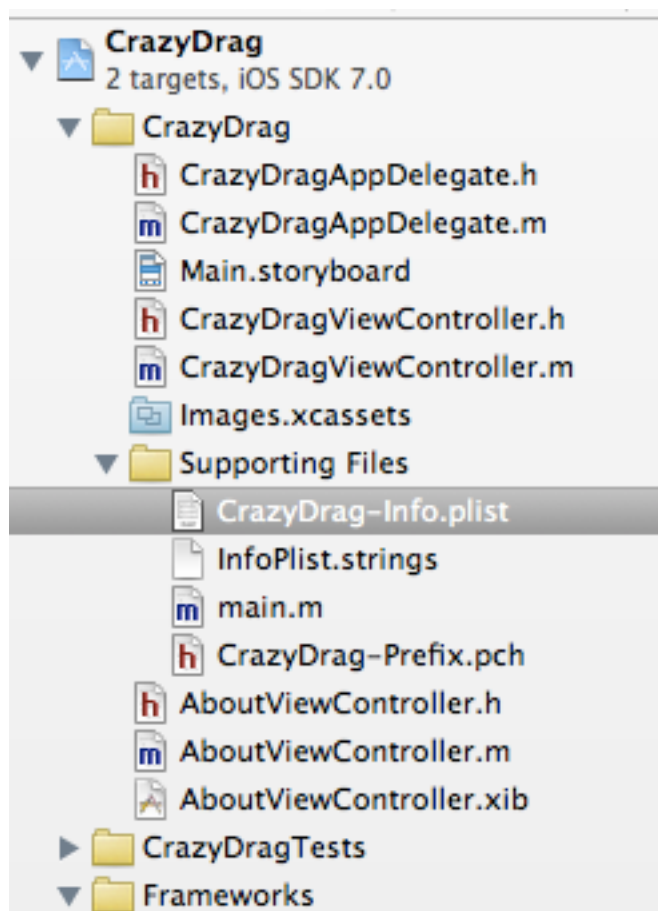 CrazyDrag
2 targets, iOS SDK 7.0
CrazyDrag
h CrazyDragAppDelegate.h
m CrazyDragAppDelegate.m
Main.storyboard
h CrazyDragViewController.h
m CrazyDragViewController.m
Images.xcassets
Supporting Files
CrazyDrag-Info.plist
InfoPlist.strings
m main.m
h CrazyDrag-Prefix.pch
h AboutViewController.h
m AboutViewController.m
AboutViewController.xib
CrazyDragTests
Frameworks